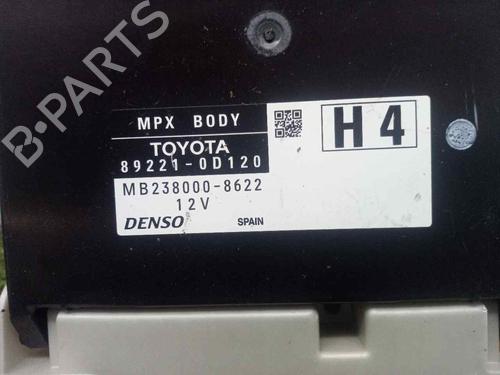 B-PARTS
MPX BODY
TOYOTA
89221-0D120
MB238000-8622
12V
DENSO SPAIN
H4